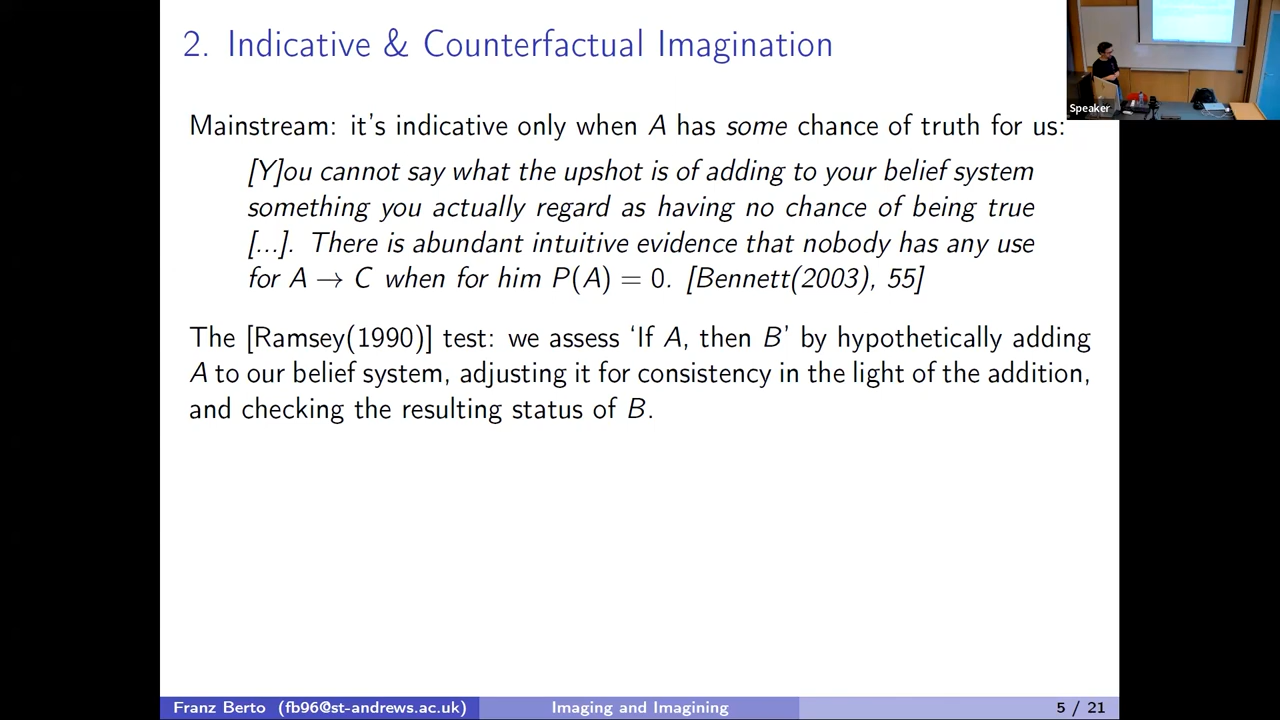 2. Indicative & Counterfactual Imagination
Speaker
Mainstream: it's indicative only when A has some chance of truth for us:
[Y]ou cannot say what the upshot is of adding to your belief system
something you actually regard as having no chance of being true
[...]. There is abundant intuitive evidence that nobody has any use
for A → C when for him P(A) = 0. [Bennett(2003), 55]
The [Ramsey(1990)] test: we assess ‘If A, then B’ by hypothetically adding
A to our belief system, adjusting it for consistency in the light of the addition,
and checking the resulting status of B.
Franz Berto (fb96@st-andrews.ac.uk) Imaging and Imagining 5 / 21